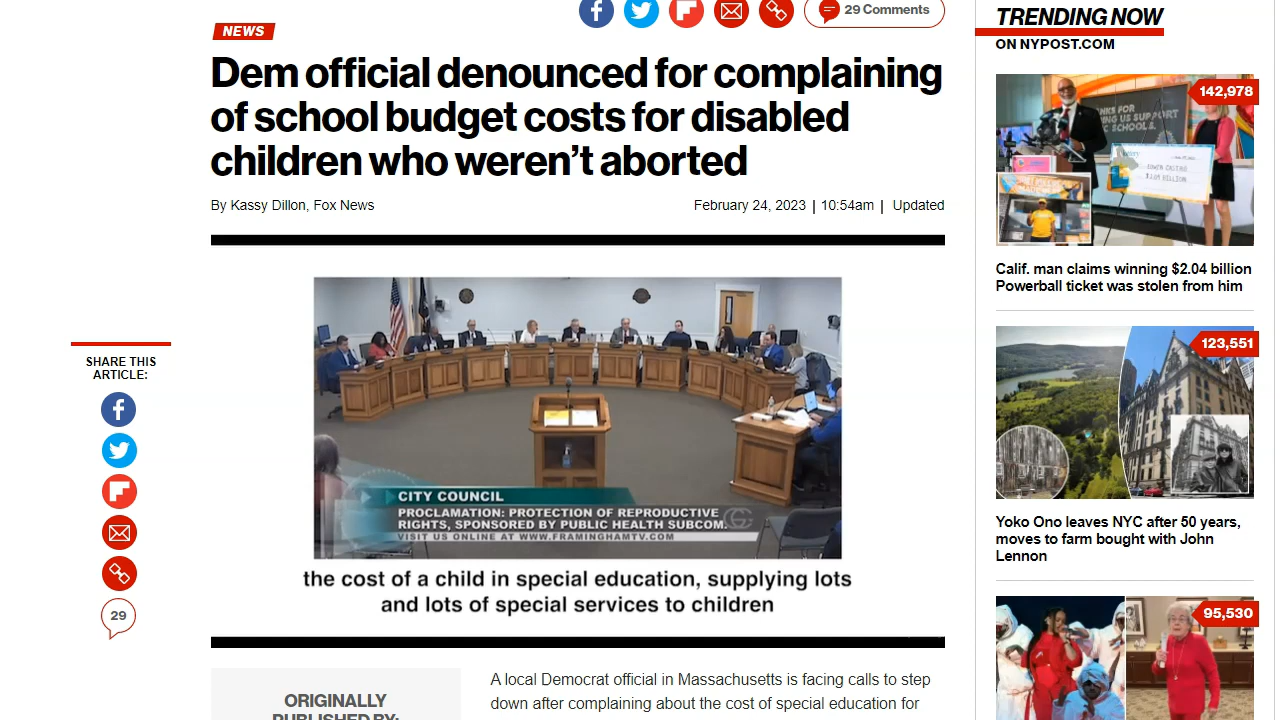 29 Comments
NEWS
Dem official denounced for complaining
of school budget costs for disabled
children who weren't aborted
By Kassy Dillon, Fox News
February 24, 2023 | 10:54am | Updated
SHARE THIS
ARTICLE:
29
CITY COUNCIL
PROCLAMATION: PROTECTION OF REPRODUCTIVE
RIGHTS, SPONSORED BY PUBLIC HEALTH SUBCOM.
VISIT US ONLINE AT WWW.FRAMINGHAMTV.COM
the cost of a child in special education, supplying lots
and lots of special services to children
ORIGINALLY
PUBLISHED BY:
A local Democrat official in Massachusetts is facing calls to step
down after complaining about the cost of special education for
TRENDING NOW
ON NYPOST.COM
142,978
Calif. man claims winning $2.04 billion
Powerball ticket was stolen from him
123,551
Yoko Ono leaves NYC after 50 years,
moves to farm bought with John
Lennon
95,530